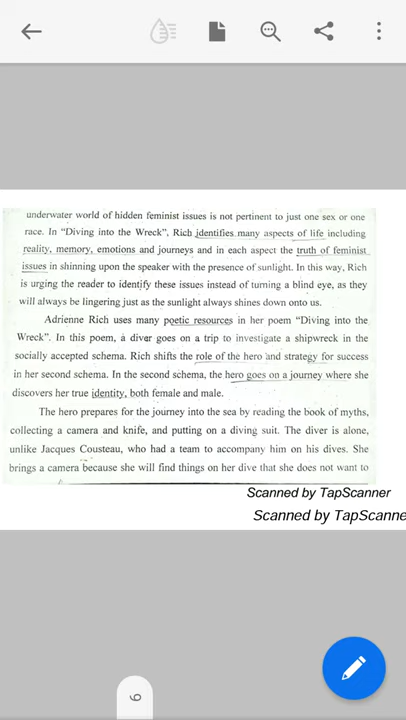 underwater world of hidden feminist issues is not pertinent to just one sex or one
race. In “Diving into the Wreck”, Rich identifies many aspects of life including
reality, memory, emotions and journeys and in each aspect the truth of feminist
issues in shinning upon the speaker with the presence of sunlight. In this way, Rich
is urging the reader to identify these issues instead of turning a blind eye, as they
will always be lingering just as the sunlight always shines down onto us.
Adrienne Rich uses many poetic resources in her poem “Diving into the
Wreck”. In this poem, a diver goes on a trip to investigate a shipwreck in the
socially accepted schema. Rich shifts the role of the hero and strategy for success
in her second schema. In the second schema, the hero goes on a journey where she
discovers her true identity, both female and male.
The hero prepares for the journey into the sea by reading the book of myths,
collecting a camera and knife, and putting on a diving suit. The diver is alone,
unlike Jacques Cousteau, who had a team to accompany him on his dives. She
brings a camera because she will find things on her dive that she does not want to
Scanned by TapScanner
Scanned by TapScanne
6